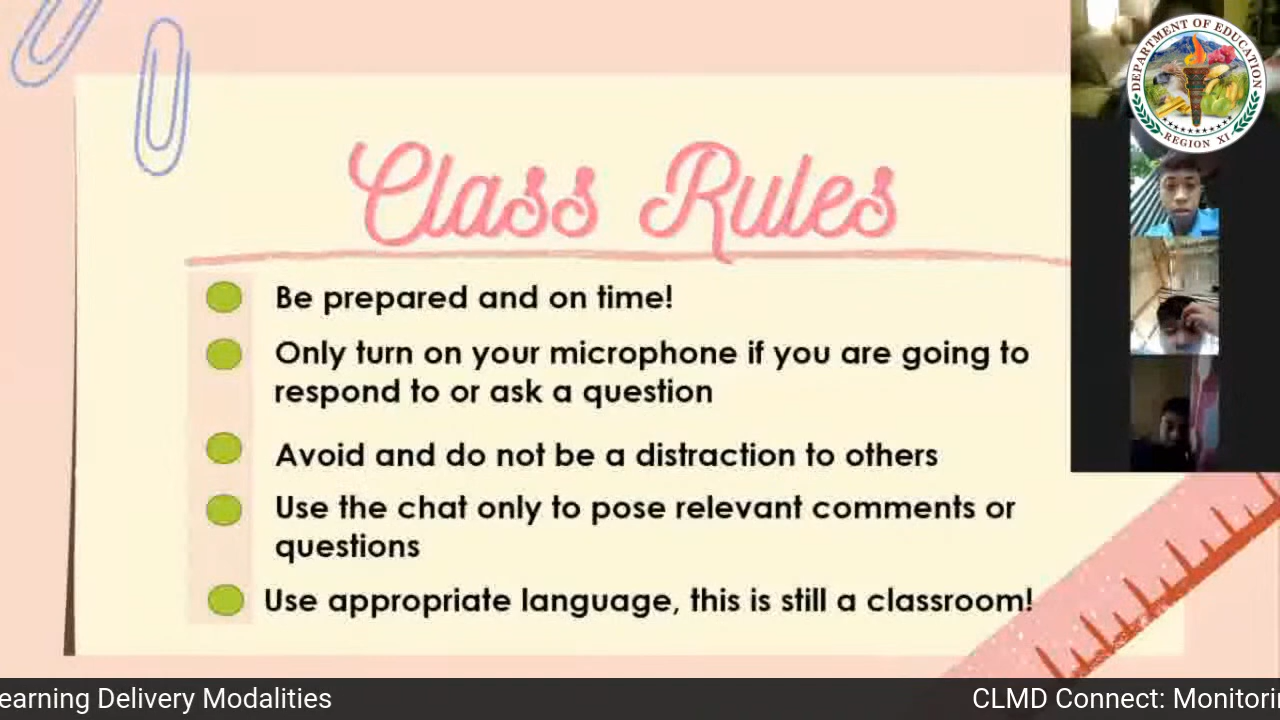 DEPARTMENT OF EDUCATION
REGION XI
Class Rules
Be prepared and on time!
Only turn on your microphone if you are going to
respond to or ask a question
Avoid and do not be a distraction to others
Use the chat only to pose relevant comments or
questions
Use appropriate language, this is still a classroom!
earning Delivery Modalities
CLMD Connect: Monitori